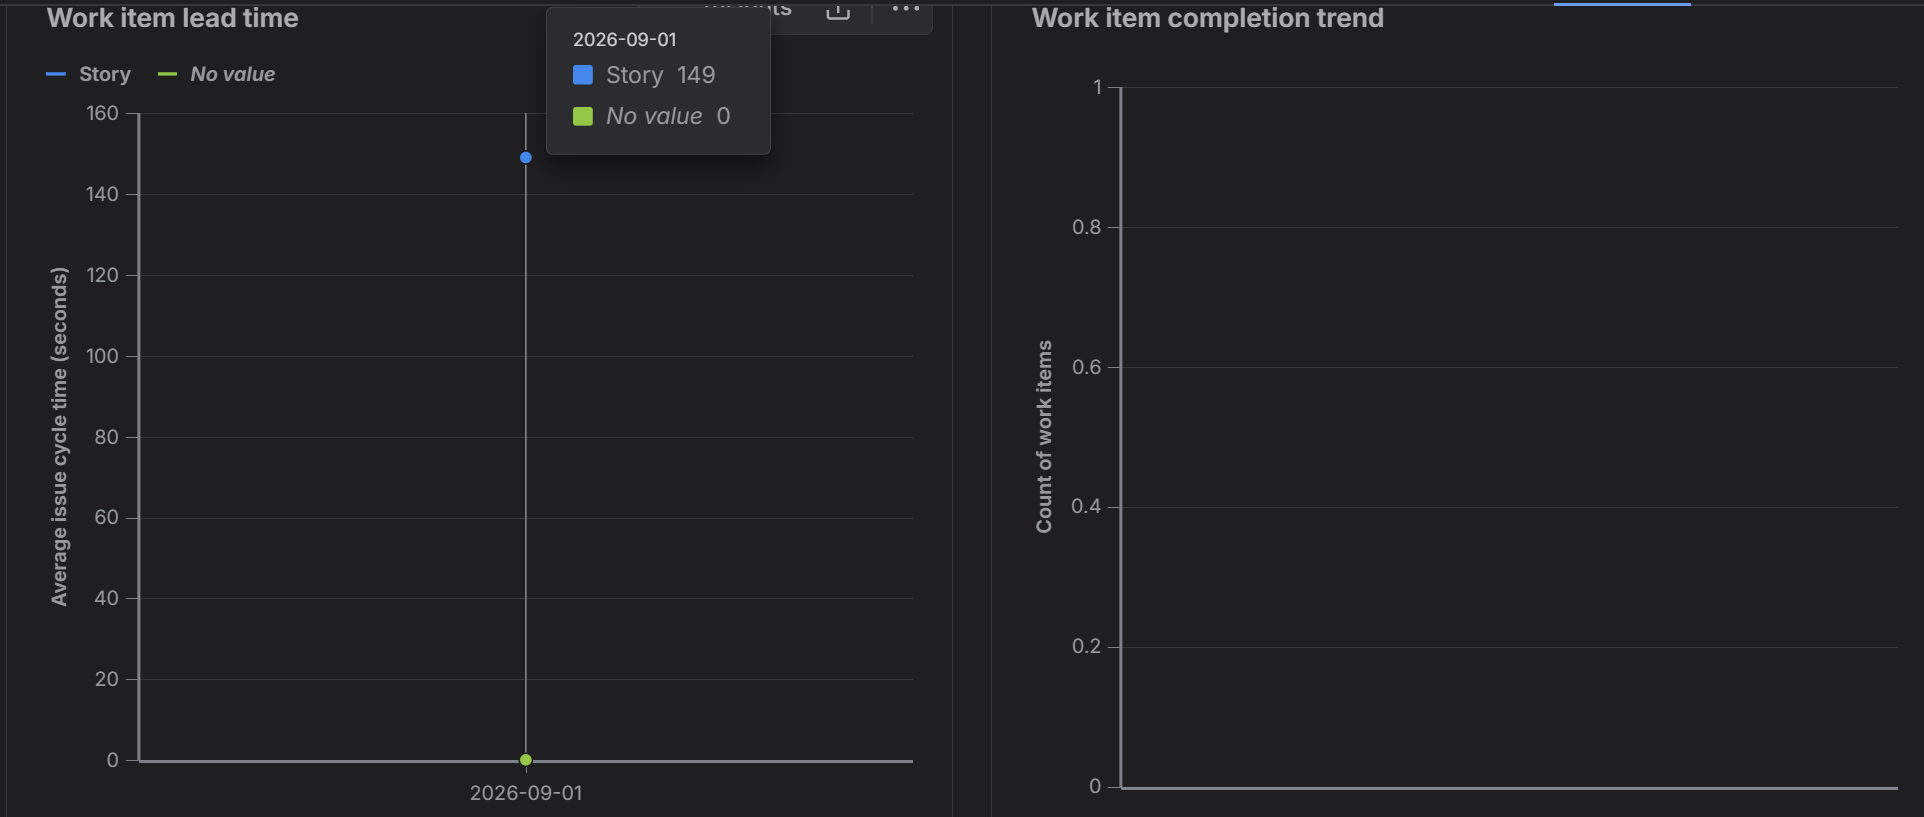 Work item lead time
2026-09-01
Story 149
No value 0
Story
No value
160
140
120
100
80
60
40
20
0
Average issue cycle time (seconds)
2026-09-01
Work item completion trend
1
0.8
0.6
0.4
0.2
0
Count of work items